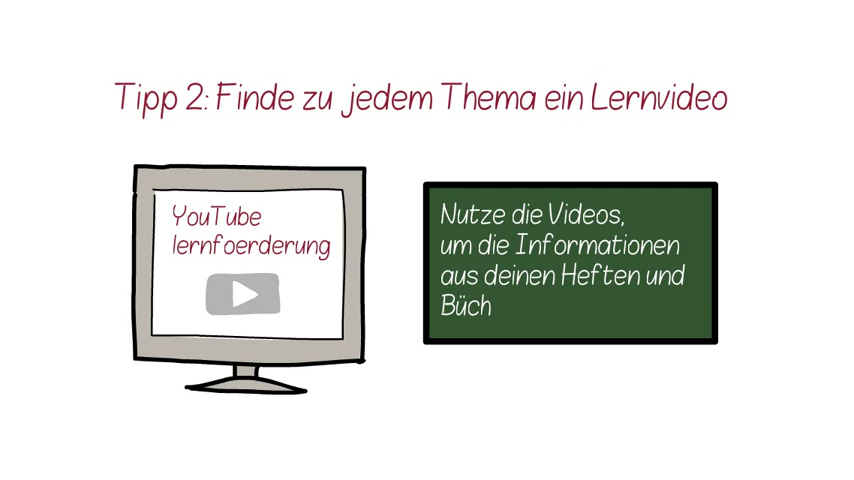 Tipp 2: Finde zu jedem Thema ein Lernvideo
YouTube
lernfoerderung
Nutze die Videos,
um die Informationen
aus deinen Heften und
Büch